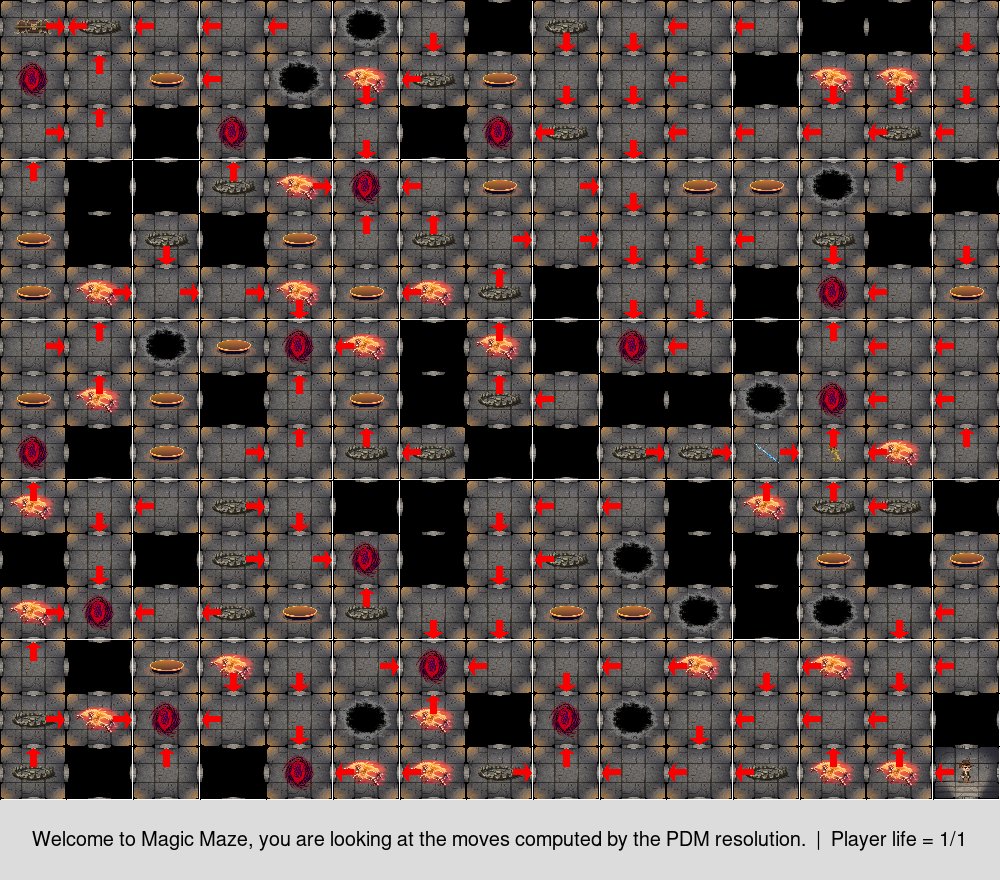 Welcome to Magic Maze, you are looking at the moves computed by the PDM resolution.  |  Player life = 1/1